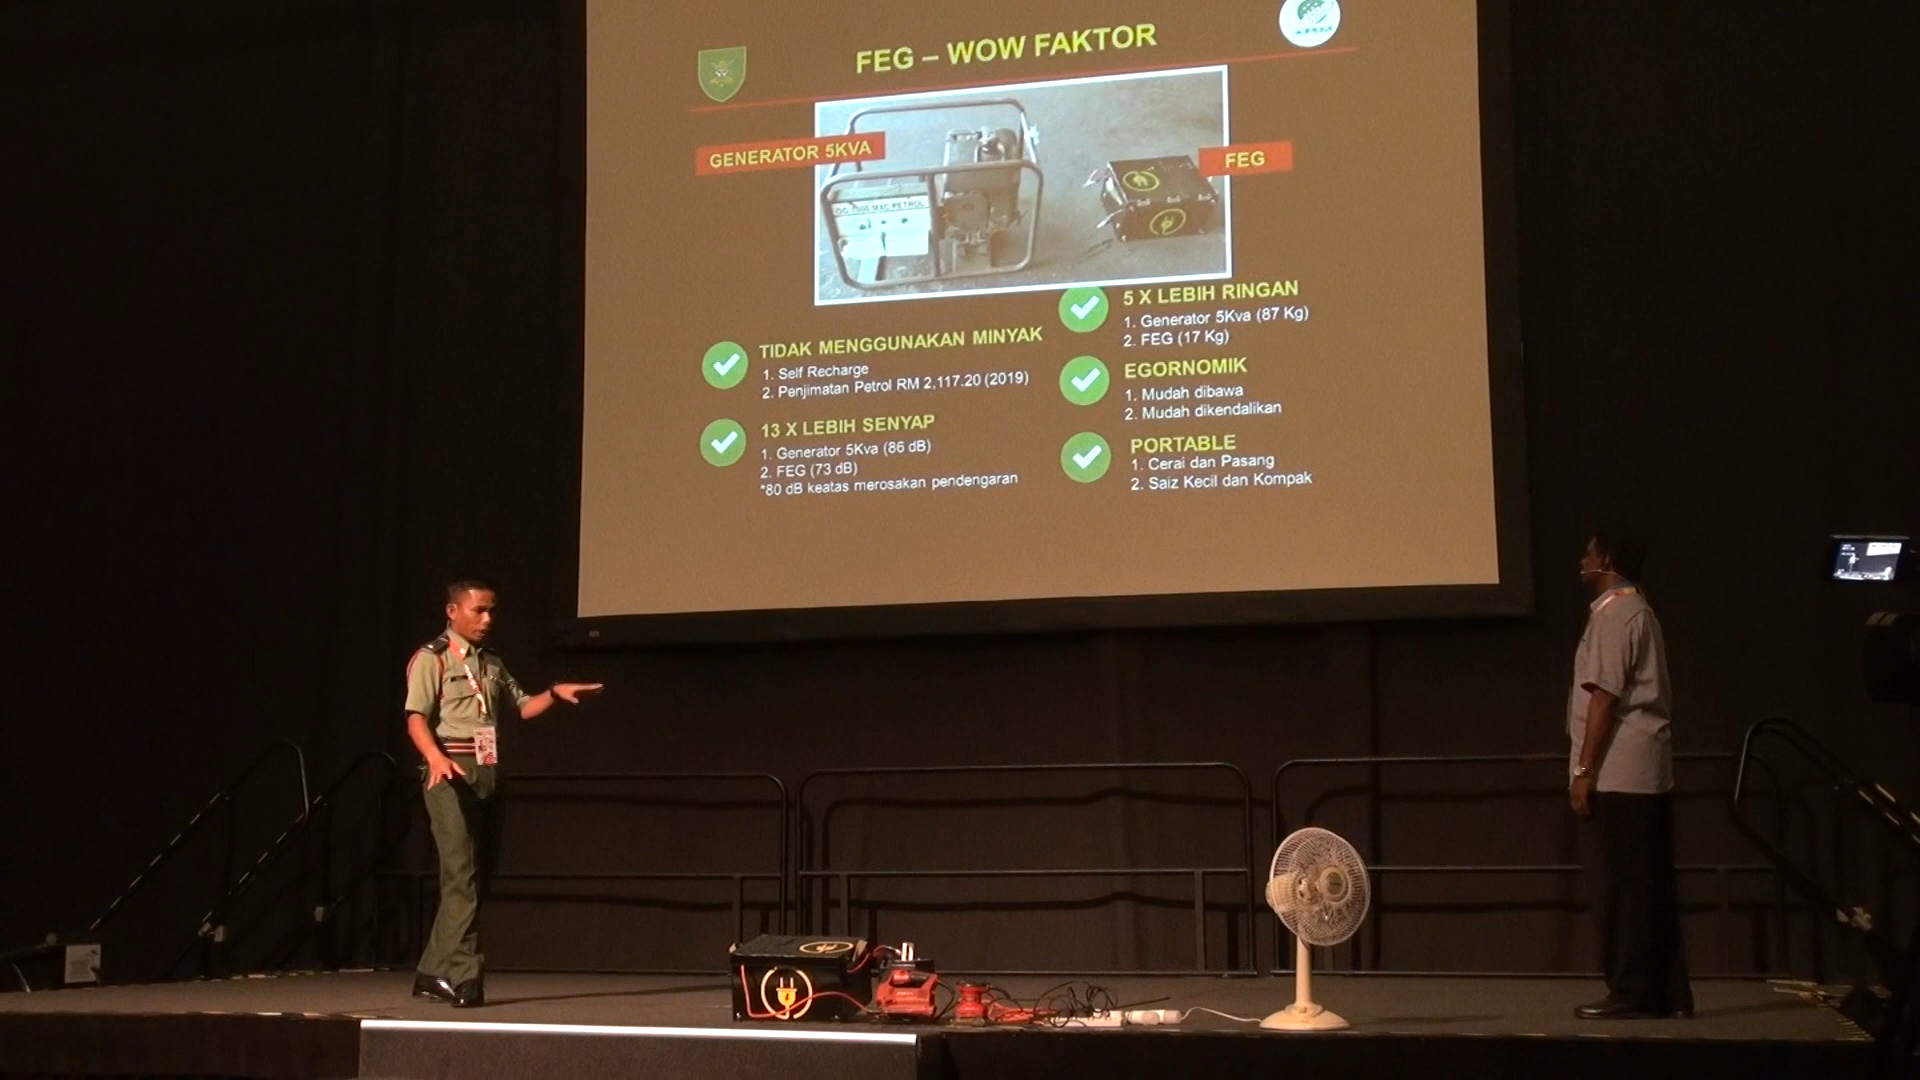 FEG – WOW FAKTOR
GENERATOR 5KVA
FEG
TIDAK MENGGUNAKAN MINYAK
1. Self Recharge
2. Penjimatan Petrol RM 2,117.20 (2019)
13 X LEBIH SENYAP
1. Generator 5Kva (86 dB)
2. FEG (73 dB)
*80 dB keatas merosakan pendengaran
5 X LEBIH RINGAN
1. Generator 5Kva (87 Kg)
2. FEG (17 Kg)
EGORNOMIK
1. Mudah dibawa
2. Mudah dikendalikan
PORTABLE
1. Cerai dan Pasang
2. Saiz Kecil dan Kompak